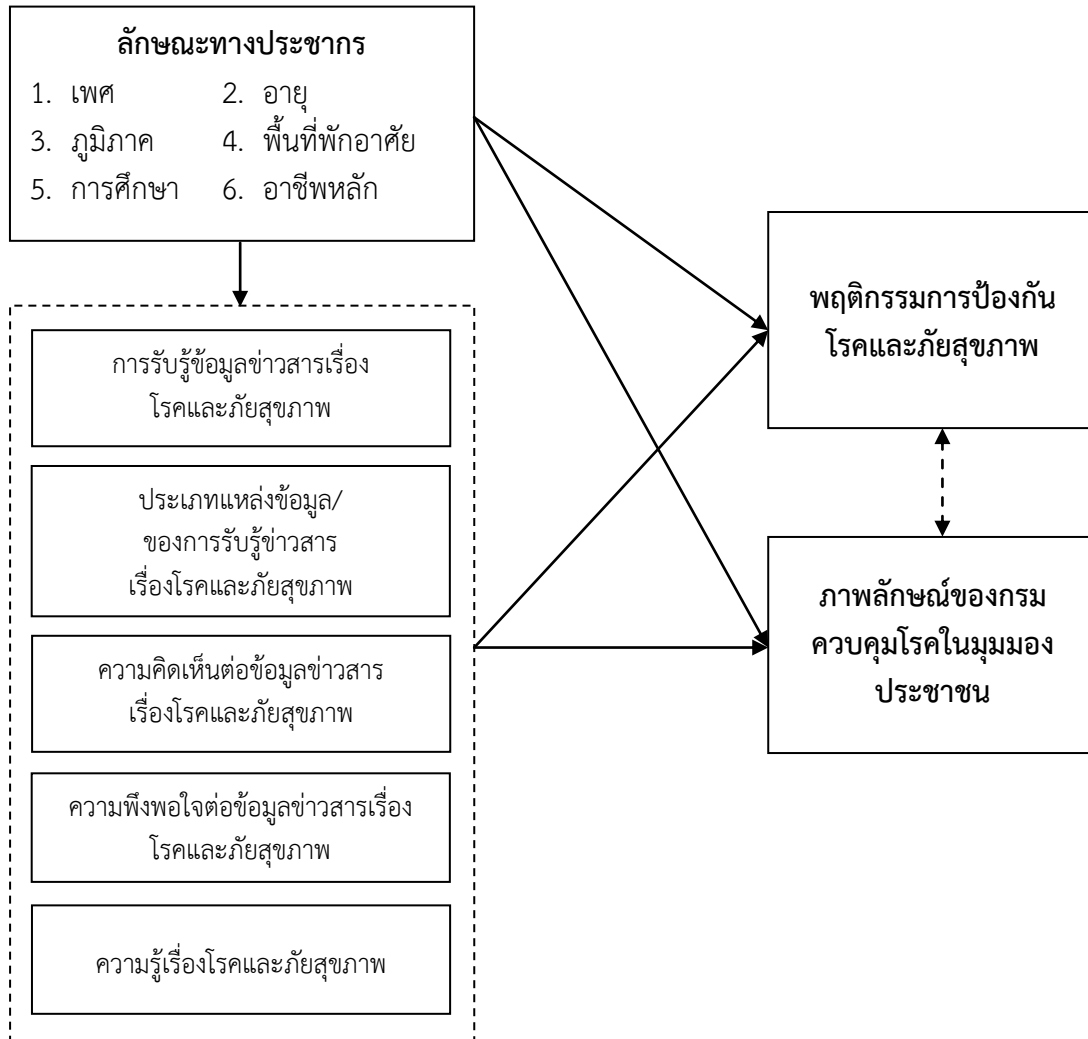 ลักษณะทางประชากร
1. เพศ 2. อายุ
3. ภูมิภาค 4. พื้นที่พักอาศัย
5. การศึกษา 6. อาชีพหลัก
การรับรู้ข้อมูลข่าวสารเรื่อง
โรคและภัยสุขภาพ
ประเภทแหล่งข้อมูล/
ของการรับรู้ข่าวสาร
เรื่องโรคและภัยสุขภาพ
ความคิดเห็นต่อข้อมูลข่าวสาร
เรื่องโรคและภัยสุขภาพ
ความพึงพอใจต่อข้อมูลข่าวสารเรื่อง
โรคและภัยสุขภาพ
ความรู้เรื่องโรคและภัยสุขภาพ
พฤติกรรมการป้องกัน
โรคและภัยสุขภาพ
ภาพลักษณ์ของกรม
ควบคุมโรคในมุมมอง
ประชาชน